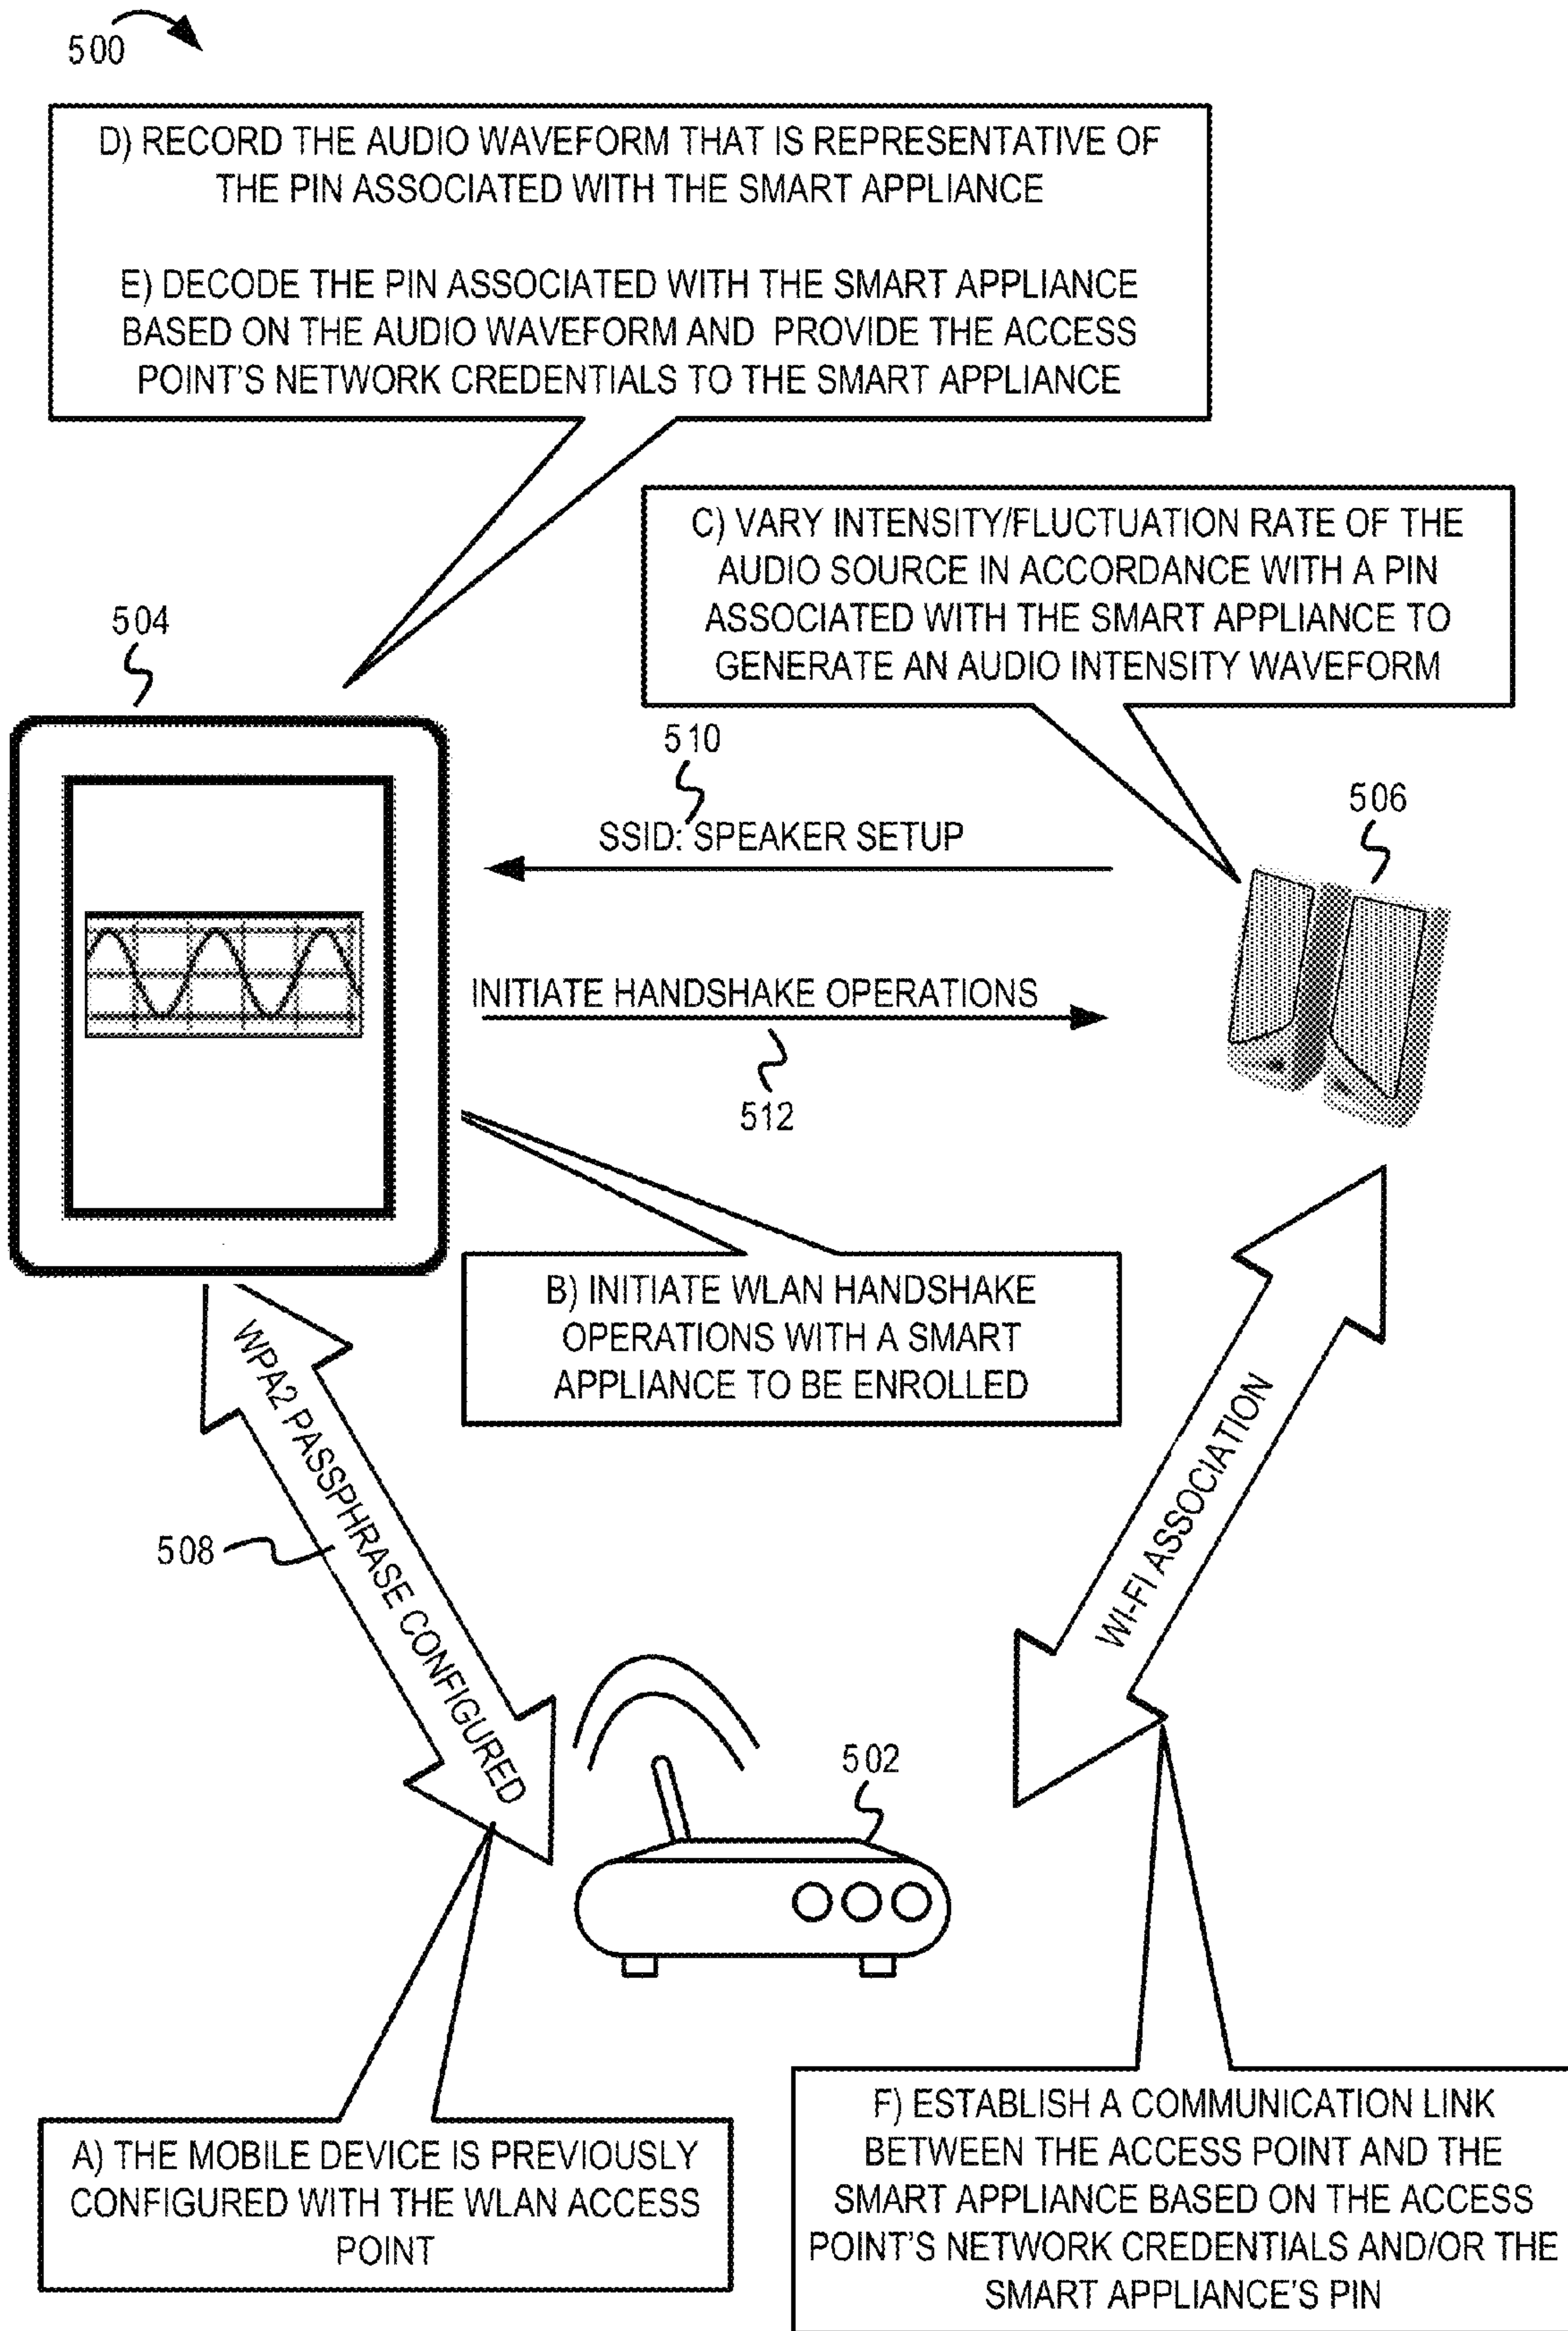 500
D) RECORD THE AUDIO WAVEFORM THAT IS REPRESENTATIVE OF
THE PIN ASSOCIATED WITH THE SMART APPLIANCE
E) DECODE THE PIN ASSOCIATED WITH THE SMART APPLIANCE
BASED ON THE AUDIO WAVEFORM AND PROVIDE THE ACCESS
POINT'S NETWORK CREDENTIALS TO THE SMART APPLIANCE
C) VARY INTENSITY/FLUCTUATION RATE OF THE
AUDIO SOURCE IN ACCORDANCE WITH A PIN
ASSOCIATED WITH THE SMART APPLIANCE TO
GENERATE AN AUDIO INTENSITY WAVEFORM
504
510
SSID: SPEAKER SETUP
506
INITIATE HANDSHAKE OPERATIONS
512
B) INITIATE WLAN HANDSHAKE
OPERATIONS WITH A SMART
APPLIANCE TO BE ENROLLED
WPA2 PASSPHRASE CONFIGURED
508
WI-FI ASSOCIATION
502
A) THE MOBILE DEVICE IS PREVIOUSLY
CONFIGURED WITH THE WLAN ACCESS
POINT
F) ESTABLISH A COMMUNICATION LINK
BETWEEN THE ACCESS POINT AND THE
SMART APPLIANCE BASED ON THE ACCESS
POINT'S NETWORK CREDENTIALS AND/OR THE
SMART APPLIANCE'S PIN